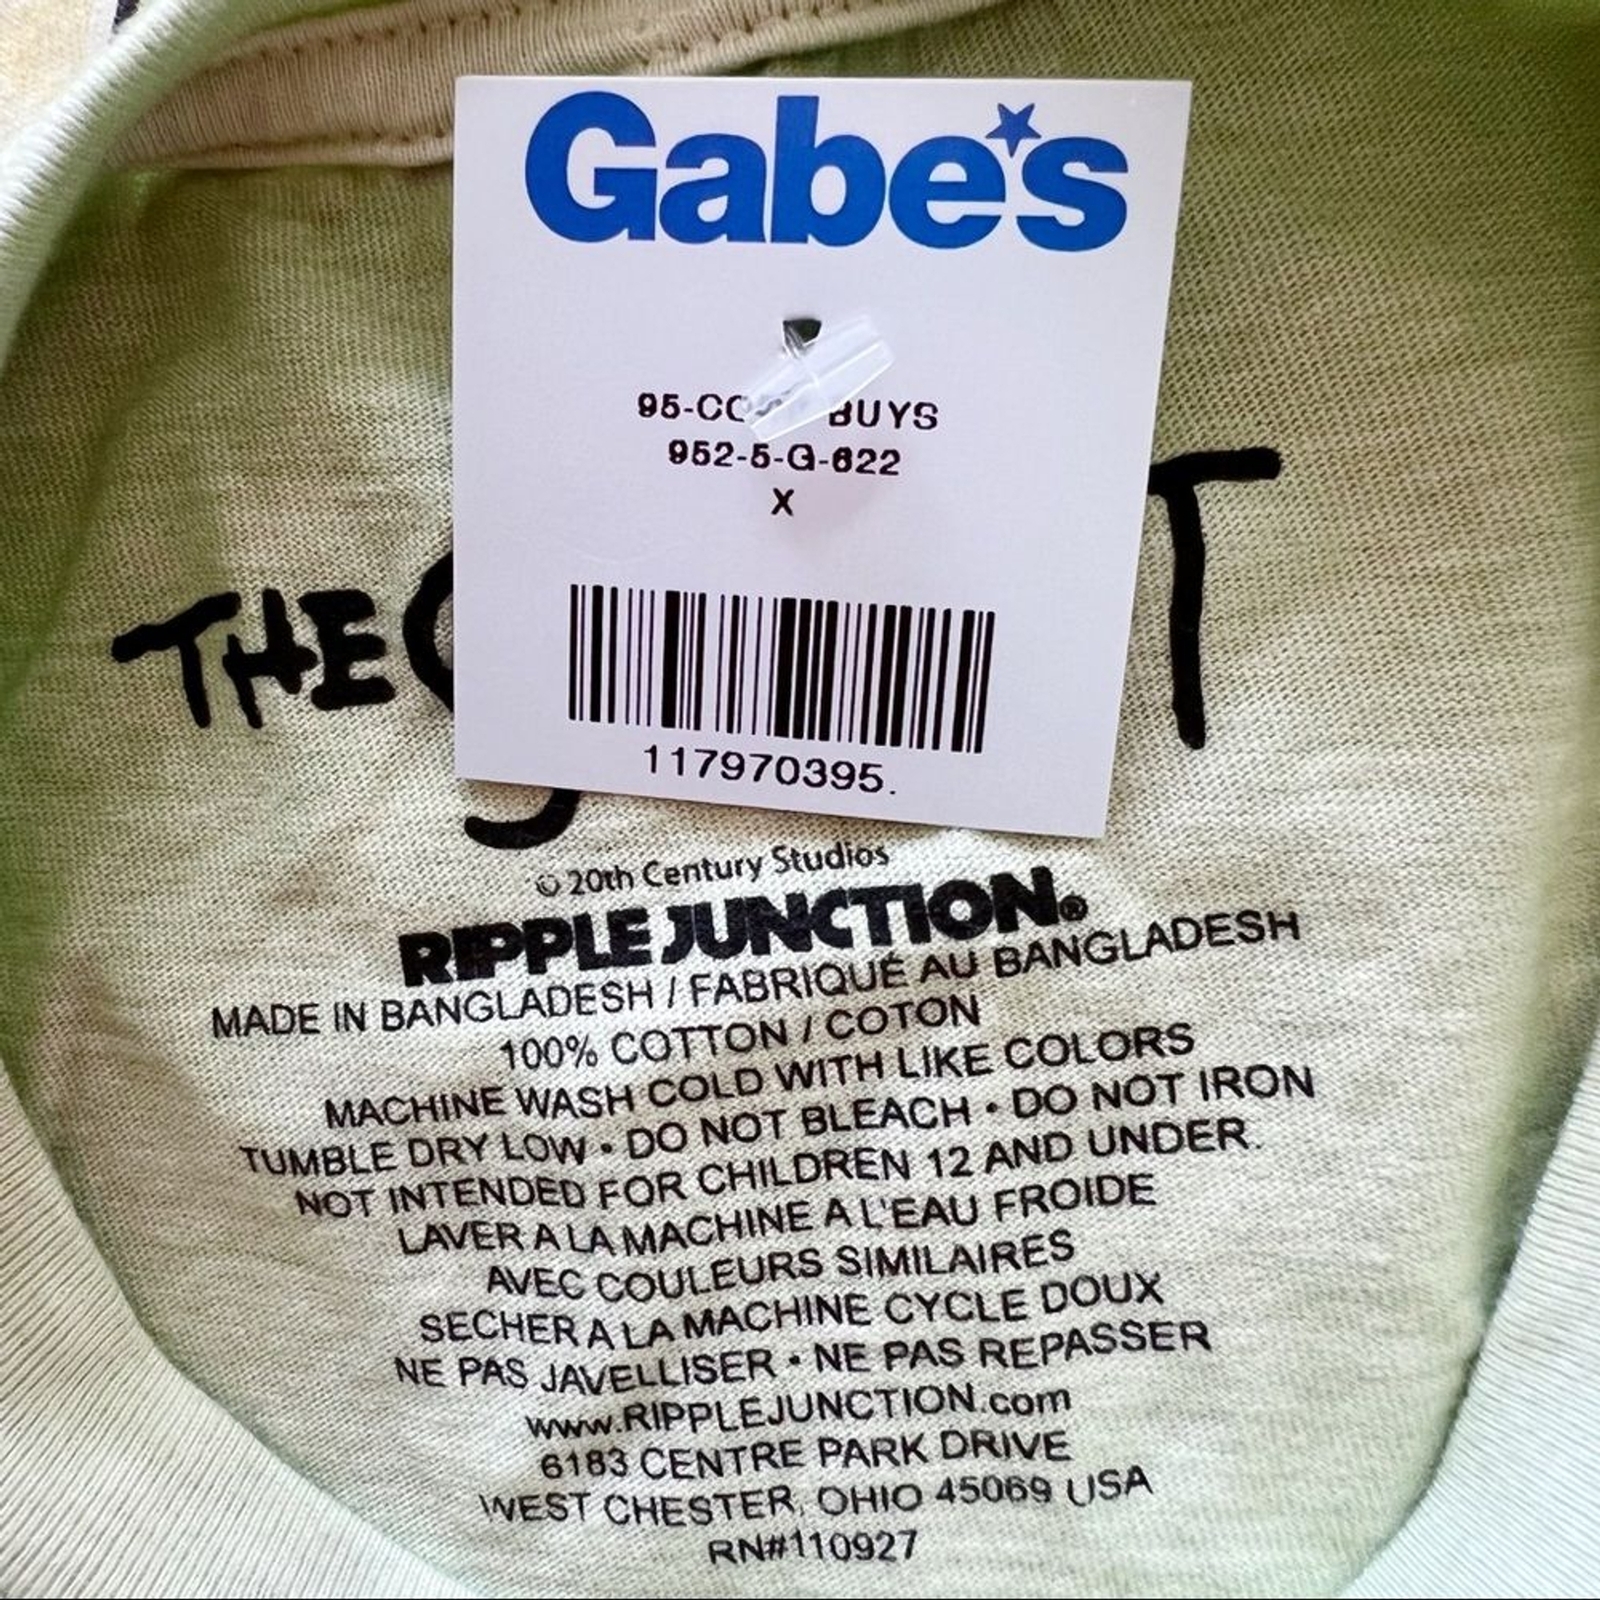 Gabe's
95-CO BUYS
952-5-G-622
X
117970395.
THE
© 20th Century Studios
RIPPLE JUNCTION®
MADE IN BANGLADESH / FABRIQUÉ AU BANGLADESH
100% COTTON / COTON
MACHINE WASH COLD WITH LIKE COLORS
TUMBLE DRY LOW • DO NOT BLEACH • DO NOT IRON
NOT INTENDED FOR CHILDREN 12 AND UNDER.
LAVER A LA MACHINE A L'EAU FROIDE
AVEC COULEURS SIMILAIRES
SECHER A LA MACHINE CYCLE DOUX
NE PAS JAVELLISER • NE PAS REPASSER
www.RIPPLEJUNCTION.com
6183 CENTRE PARK DRIVE
WEST CHESTER, OHIO 45069 USA
RN#110927